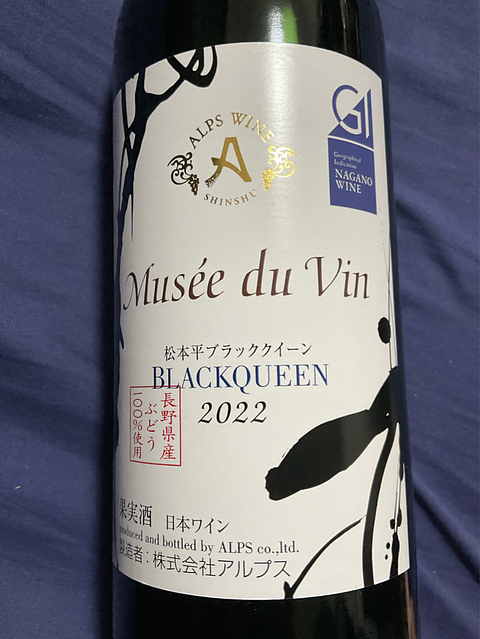 ALPS WINE
A
SHINSHU
GI
Geographical
Indication
NAGANO
WINE
Musée du Vin
松本平ブラッククイーン
BLACKQUEEN
2022
長野県産
ぶどう
100%使用
果実酒 日本ワイン
produced and bottled by ALPS co.,ltd.
製造者：株式会社アルプス